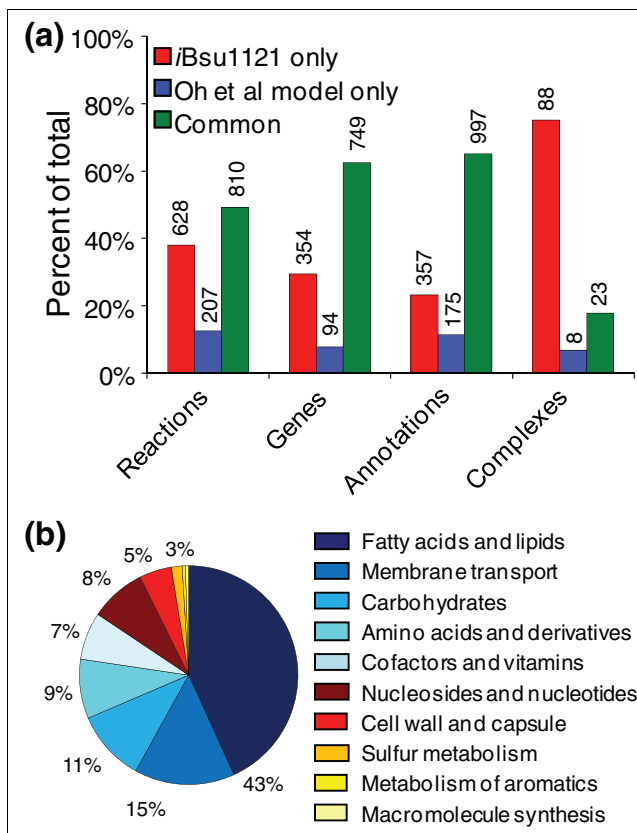 (a)
100%
80%
60%
40%
20%
0%
Percent of total
iBsu1121 only
Oh et al model only
Common
628
207
810
354
94
749
357
175
997
88
8
23
Reactions
Genes
Annotations
Complexes
(b)
3%
5%
8%
7%
9%
11%
15%
43%
Fatty acids and lipids
Membrane transport
Carbohydrates
Amino acids and derivatives
Cofactors and vitamins
Nucleosides and nucleotides
Cell wall and capsule
Sulfur metabolism
Metabolism of aromatics
Macromolecule synthesis